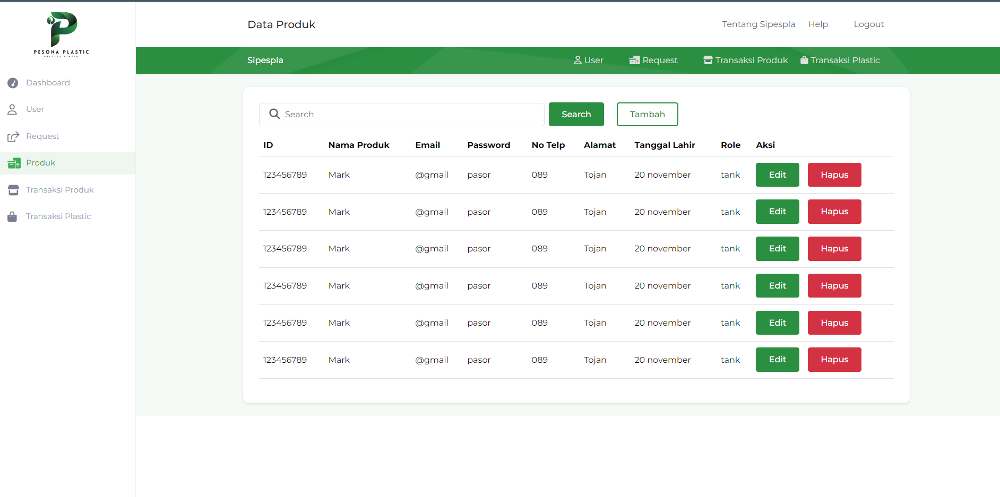 PESONA PLASTIC
RECYCLE STUDIO
Dashboard
User
Request
Produk
Transaksi Produk
Transaksi Plastic
Data Produk
Tentang Sipespla Help Logout
Sipespla User Request Transaksi Produk Transaksi Plastic
Search Search Tambah
ID Nama Produk Email Password No Telp Alamat Tanggal Lahir Role Aksi
123456789 Mark @gmail pasor 089 Tojan 20 november tank Edit Hapus
123456789 Mark @gmail pasor 089 Tojan 20 november tank Edit Hapus
123456789 Mark @gmail pasor 089 Tojan 20 november tank Edit Hapus
123456789 Mark @gmail pasor 089 Tojan 20 november tank Edit Hapus
123456789 Mark @gmail pasor 089 Tojan 20 november tank Edit Hapus
123456789 Mark @gmail pasor 089 Tojan 20 november tank Edit Hapus